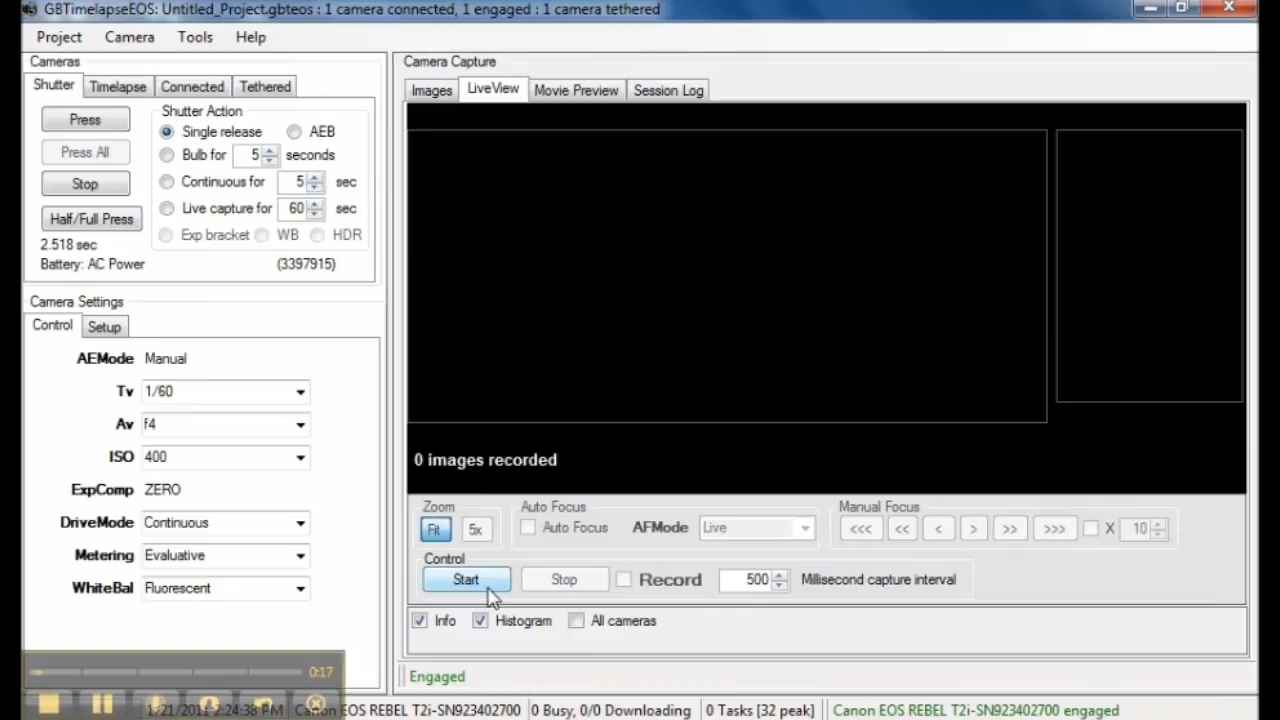 GBTimelapseEOS: Untitled_Project.gbteos : 1 camera connected, 1 engaged : 1 camera tethered
Project Camera Tools Help
Cameras
Shutter Timelapse Connected Tethered
Press
Press All
Stop
Half/Full Press
2.518 sec
Battery: AC Power (3397915)
Shutter Action
Single release AEB
Bulb for 5 seconds
Continuous for 5 sec
Live capture for 60 sec
Exp bracket WB HDR
Camera Settings
Control Setup
AEMode Manual
Tv 1/60
Av f4
ISO 400
ExpComp ZERO
DriveMode Continuous
Metering Evaluative
WhiteBal Fluorescent
Camera Capture
Images LiveView Movie Preview Session Log
0 images recorded
Zoom
Fit 5x
Auto Focus
Auto Focus AFMode Live
Manual Focus
<<< << < > >> >>> X 10
Control
Start Stop Record 500 Millisecond capture interval
Info Histogram All cameras
Engaged
0:17
1/21/2011 2:24:38 PM Canon EOS REBEL T2i-SN923402700 0 Busy, 0/0 Downloading 0 Tasks [32 peak] Canon EOS REBEL T2i-SN923402700 engaged